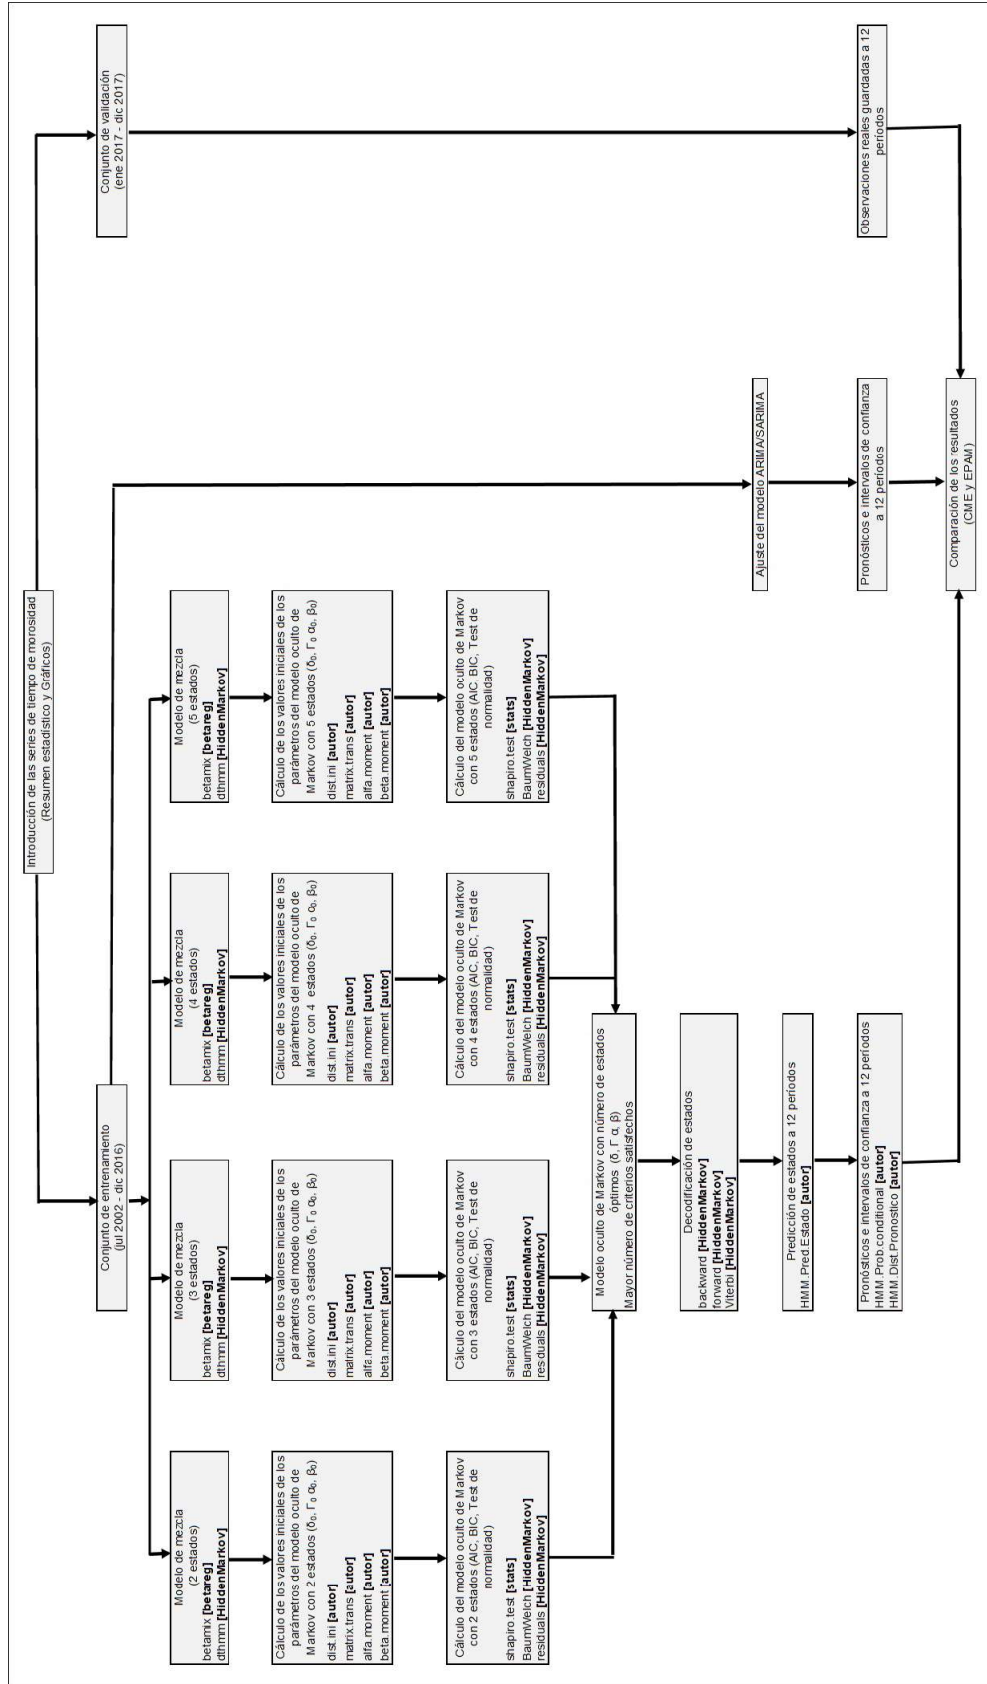 Introducción de las series de tiempo de morosidad
(Resumen estadístico y Gráficos)
Conjunto de entrenamiento
(jul 2002 - dic 2016)
Conjunto de validación
(ene 2017 - dic 2017)
Modelo de mezcla
(2 estados)
betamix [betareg]
dthmm [HiddenMarkov]
Modelo de mezcla
(3 estados)
betamix [betareg]
dthmm [HiddenMarkov]
Modelo de mezcla
(4 estados)
betamix [betareg]
dthmm [HiddenMarkov]
Modelo de mezcla
(5 estados)
betamix [betareg]
dthmm [HiddenMarkov]
Cálculo de los valores iniciales de los
parámetros del modelo oculto de
Markov con 2 estados (δ₀, Γ₀ α₀, β₀)
dist.ini [autor]
matrix.trans [autor]
alfa.moment [autor]
beta.moment [autor]
Cálculo de los valores iniciales de los
parámetros del modelo oculto de
Markov con 3 estados (δ₀, Γ₀ α₀, β₀)
dist.ini [autor]
matrix.trans [autor]
alfa.moment [autor]
beta.moment [autor]
Cálculo de los valores iniciales de los
parámetros del modelo oculto de
Markov con 4 estados (δ₀, Γ₀ α₀, β₀)
dist.ini [autor]
matrix.trans [autor]
alfa.moment [autor]
beta.moment [autor]
Cálculo de los valores iniciales de los
parámetros del modelo oculto de
Markov con 5 estados (δ₀, Γ₀ α₀, β₀)
dist.ini [autor]
matrix.trans [autor]
alfa.moment [autor]
beta.moment [autor]
Cálculo del modelo oculto de Markov
con 2 estados (AIC, BIC, Test de
normalidad)
shapiro.test [stats]
BaumWelch [HiddenMarkov]
residuals [HiddenMarkov]
Cálculo del modelo oculto de Markov
con 3 estados (AIC, BIC, Test de
normalidad)
shapiro.test [stats]
BaumWelch [HiddenMarkov]
residuals [HiddenMarkov]
Cálculo del modelo oculto de Markov
con 4 estados (AIC, BIC, Test de
normalidad)
shapiro.test [stats]
BaumWelch [HiddenMarkov]
residuals [HiddenMarkov]
Cálculo del modelo oculto de Markov
con 5 estados (AIC, BIC, Test de
normalidad)
shapiro.test [stats]
BaumWelch [HiddenMarkov]
residuals [HiddenMarkov]
Modelo oculto de Markov con número de estados
óptimos (δ, Γ α, β)
Mayor número de criterios satisfechos
Decodificación de estados
backward [HiddenMarkov]
forward [HiddenMarkov]
Viterbi [HiddenMarkov]
Predicción de estados a 12 períodos
HMM.Pred.Estado [autor]
Pronósticos e intervalos de confianza a 12 períodos
HMM.Prob.conditional [autor]
HMM.Dist.Pronostico [autor]
Ajuste del modelo ARIMA/SARIMA
Pronósticos e intervalos de confianza
a 12 períodos
Observaciones reales guardadas a 12
períodos
Comparación de los resultados
(CME y EPAM)